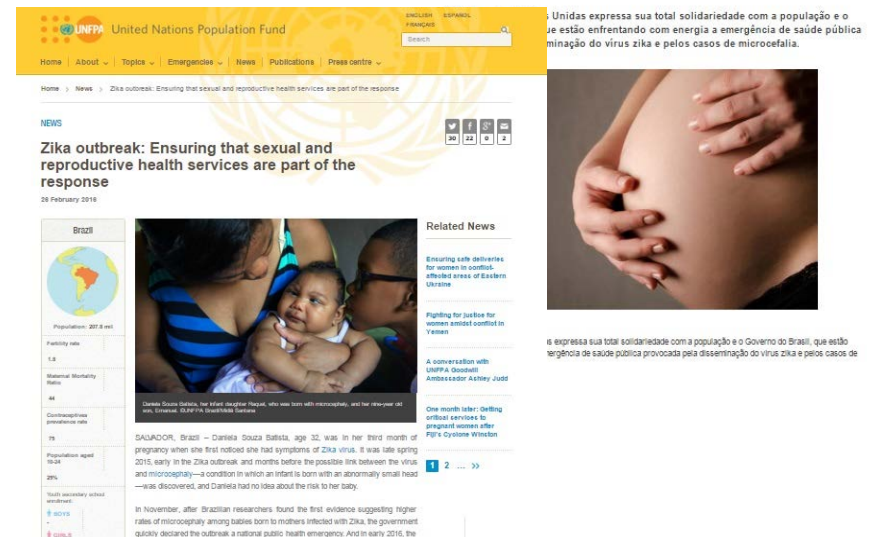 UNFPA United Nations Population Fund
ENGLISH ESPAÑOL
FRANÇAIS
Search
Home About Topics Emergencies News Publications Press centre
Home > News > Zika outbreak: Ensuring that sexual and reproductive health services are part of the response
NEWS
30 22 0 2
Zika outbreak: Ensuring that sexual and
reproductive health services are part of the
response
26 February 2016
Brazil
Population: 207.8 mil
Fertility rate
1.8
Maternal Mortality
Ratio
44
Contraceptives
prevalence rate
75
Population aged
10-24
25%
Youth secondary school
enrolment:
BOYS
-
GIRLS
Daniela Souza Batista, her infant daughter Raquel, who was born with microcephaly, and her nine-year old
son, Emanuel. ©UNFPA Brazil/Midiã Santana
SALVADOR, Brazil – Daniela Souza Batista, age 32, was in her third month of
pregnancy when she first noticed she had symptoms of Zika virus. It was late spring
2015, early in the Zika outbreak and months before the possible link between the virus
and microcephaly—a condition in which an infant is born with an abnormally small head
—was discovered, and Daniela had no idea about the risk to her baby.
In November, after Brazilian researchers found the first evidence suggesting higher
rates of microcephaly among babies born to mothers infected with Zika, the government
quickly declared the outbreak a national public health emergency. And in early 2016, the
Related News
Ensuring safe deliveries
for women in conflict-
affected areas of Eastern
Ukraine
Fighting for justice for
women amidst conflict in
Yemen
A conversation with
UNFPA Goodwill
Ambassador Ashley Judd
One month later: Getting
critical services to
pregnant women after
Fiji's Cyclone Winston
1 2 ... >>
s Unidas expressa sua total solidariedade com a população e o
ue estão enfrentando com energia a emergência de saúde pública
minação do vírus zika e pelos casos de microcefalia.
s expressa sua total solidariedade com a população e o Governo do Brasil, que estão
ergência de saúde pública provocada pela disseminação do vírus zika e pelos casos de